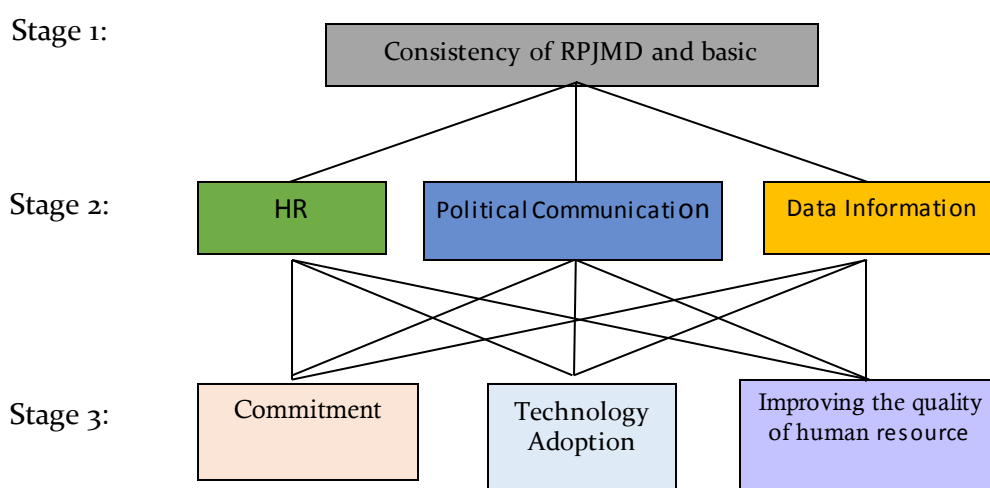 Stage 1:
Consistency of RPJMD and basic
Stage 2:
HR
Political Communication
Data Information
Stage 3:
Commitment
Technology
Adoption
Improving the quality
of human resource